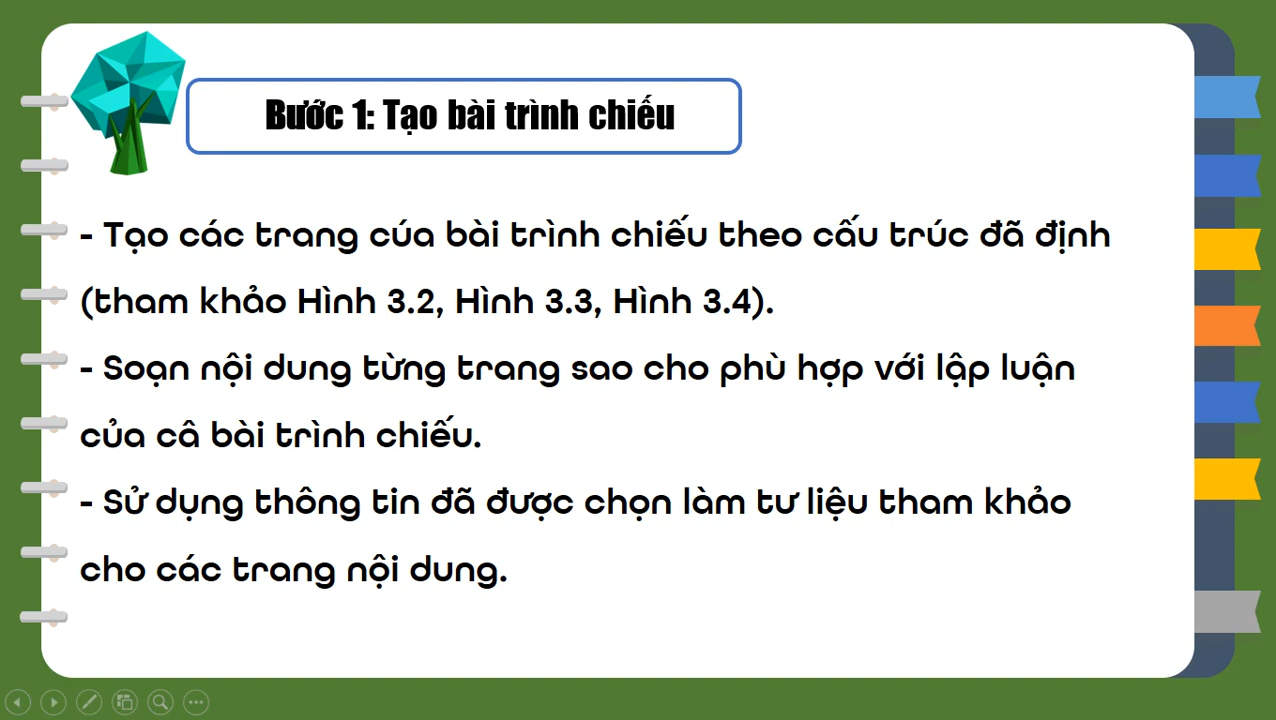 Bước 1: Tạo bài trình chiếu
- Tạo các trang cúa bài trình chiếu theo cấu trúc đã định
(tham khảo Hình 3.2, Hình 3.3, Hình 3.4).
- Soạn nội dung từng trang sao cho phù hợp với lập luận
của câ bài trình chiếu.
- Sử dụng thông tin đã được chọn làm tư liệu tham khảo
cho các trang nội dung.